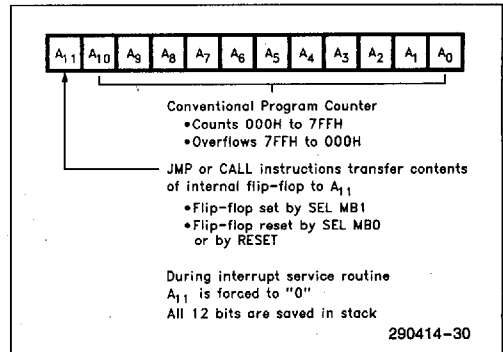 A11 A10 A9 A8 A7 A6 A5 A4 A3 A2 A1 A0
Conventional Program Counter
•Counts 000H to 7FFH
•Overflows 7FFH to 000H
JMP or CALL instructions transfer contents
of internal flip-flop to A11
•Flip-flop set by SEL MB1
•Flip-flop reset by SEL MB0
or by RESET
During interrupt service routine
A11 is forced to "0"
All 12 bits are saved in stack
290414-30